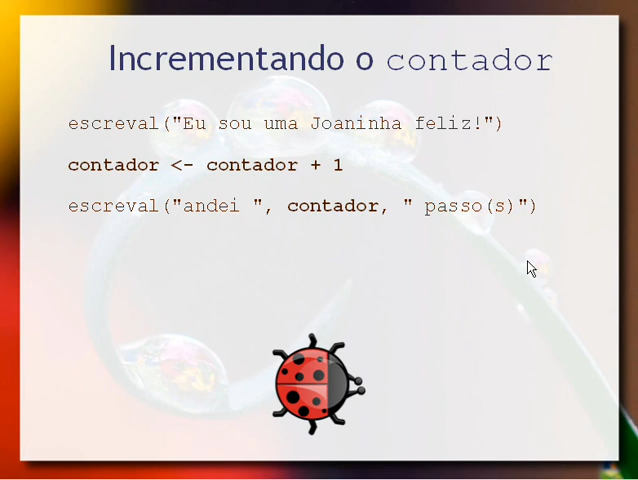 Incrementando o contador
escreval("Eu sou uma Joaninha feliz!")
contador <- contador + 1
escreval("andei ", contador, " passo(s)")